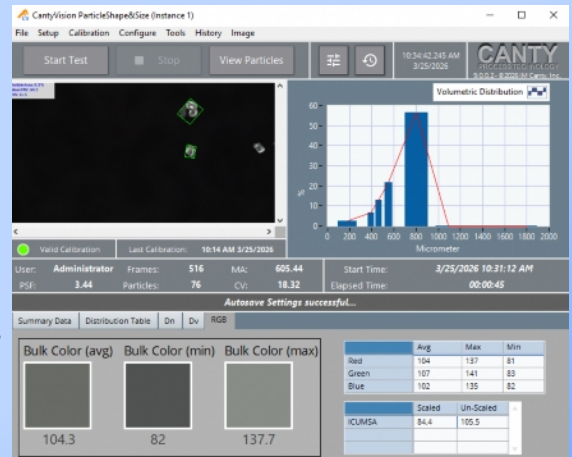 CantyVision ParticleShape&Size (Instance 1)
File Setup Calibration Configure Tools History Image
Start Test Stop View Particles
10:34:42.245 AM
3/25/2026
CANTY
PROCESS TECHNOLOGY
Volumetric Distribution
60
50
40
30
20
10
%
0 200 400 600 800 1000 1200 1400 1600 1800 2000
Micrometer
Valid Calibration Last Calibration: 10:14 AM 3/25/2026
User: Administrator Frames: 516 MA: 605.44 Start Time: 3/25/2026 10:31:12 AM
PSF: 3.44 Particles: 76 CV: 18.32 Elapsed Time: 00:00:45
Autosave Settings successful...
Summary Data Distribution Table Dn Dv RGB
Bulk Color (avg) Bulk Color (min) Bulk Color (max)
104.3 82 137.7
Avg Max Min
Red 104 137 81
Green 107 141 83
Blue 102 135 82
Scaled Un-Scaled
ICUMSA 84.4 105.5